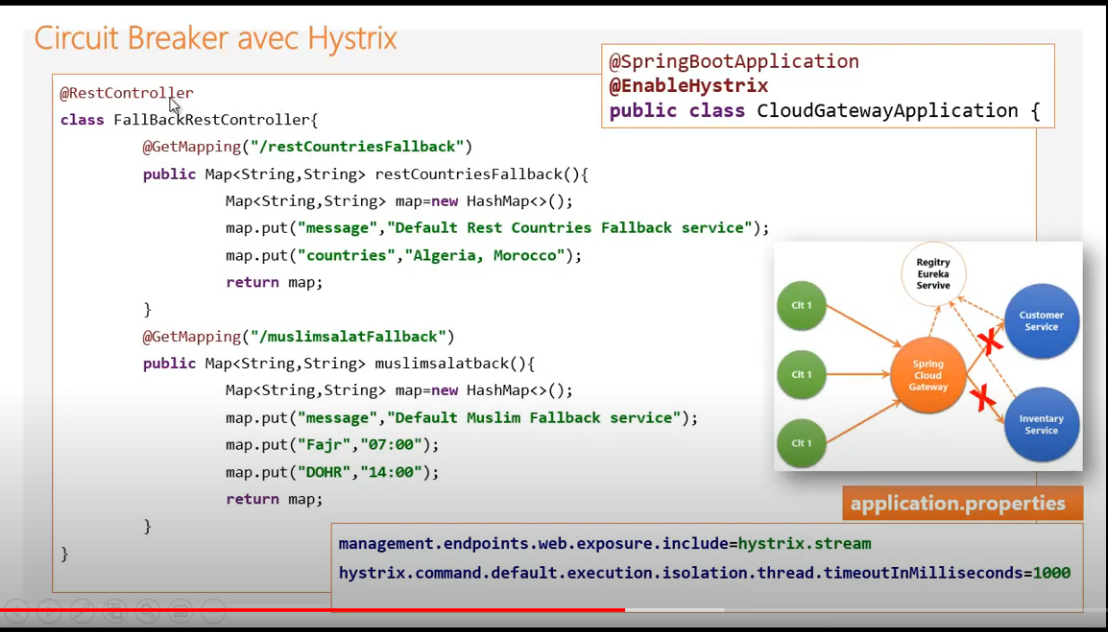 Circuit Breaker avec Hystrix
@SpringBootApplication
@EnableHystrix
public class CloudGatewayApplication {
@RestController
class FallBackRestController{
@GetMapping("/restCountriesFallback")
public Map<String,String> restCountriesFallback(){
Map<String,String> map=new HashMap<>();
map.put("message","Default Rest Countries Fallback service");
map.put("countries","Algeria, Morocco");
return map;
}
@GetMapping("/muslimsalatFallback")
public Map<String,String> muslimsalatback(){
Map<String,String> map=new HashMap<>();
map.put("message","Default Muslim Fallback service");
map.put("Fajr","07:00");
map.put("DOHR","14:00");
return map;
}
}
Regitry
Eureka
Servive
Clt 1
Customer
Service
Clt 1
Spring
Cloud
Gateway
Clt 1
Inventary
Service
application.properties
management.endpoints.web.exposure.include=hystrix.stream
hystrix.command.default.execution.isolation.thread.timeoutInMilliseconds=1000